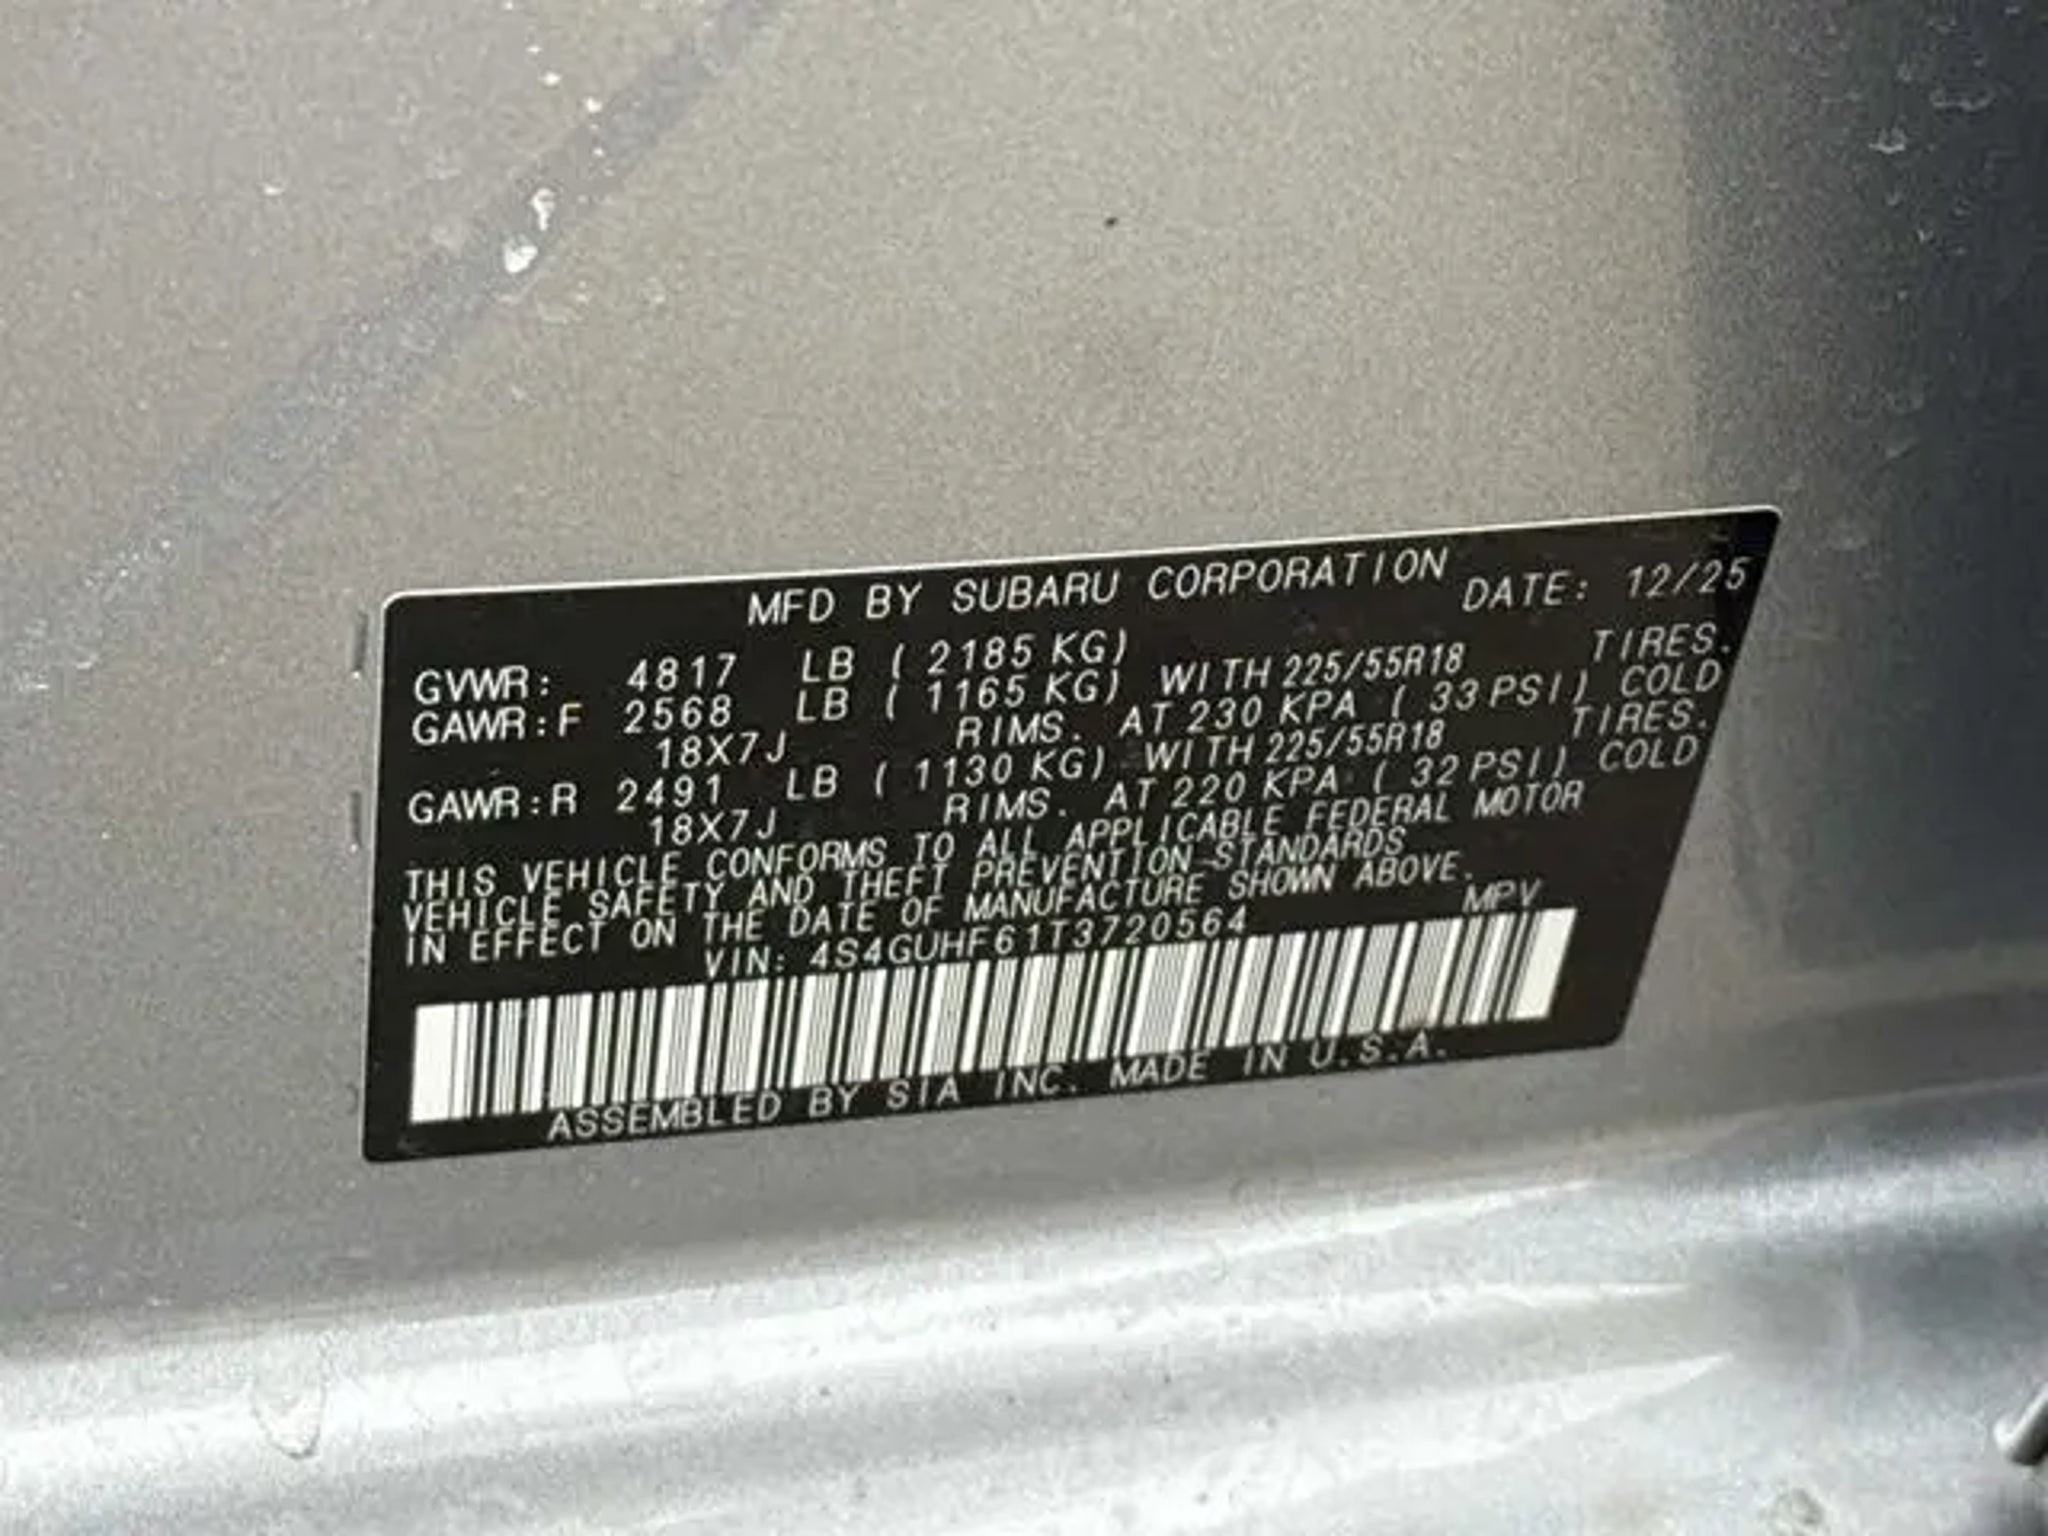 MFD BY SUBARU CORPORATION DATE: 12/25
GVWR: 4817 LB ( 2185 KG)
GAWR:F 2568 LB ( 1165 KG) WITH 225/55R18 TIRES.
18X7J RIMS. AT 230 KPA ( 33 PSI) COLD
GAWR:R 2491 LB ( 1130 KG) WITH 225/55R18 TIRES.
18X7J RIMS. AT 220 KPA ( 32 PSI) COLD
THIS VEHICLE CONFORMS TO ALL APPLICABLE FEDERAL MOTOR
VEHICLE SAFETY AND THEFT PREVENTION STANDARDS
IN EFFECT ON THE DATE OF MANUFACTURE SHOWN ABOVE.
VIN: 4S4GUHF61T3720564 MPV
ASSEMBLED BY SIA INC. MADE IN U.S.A.